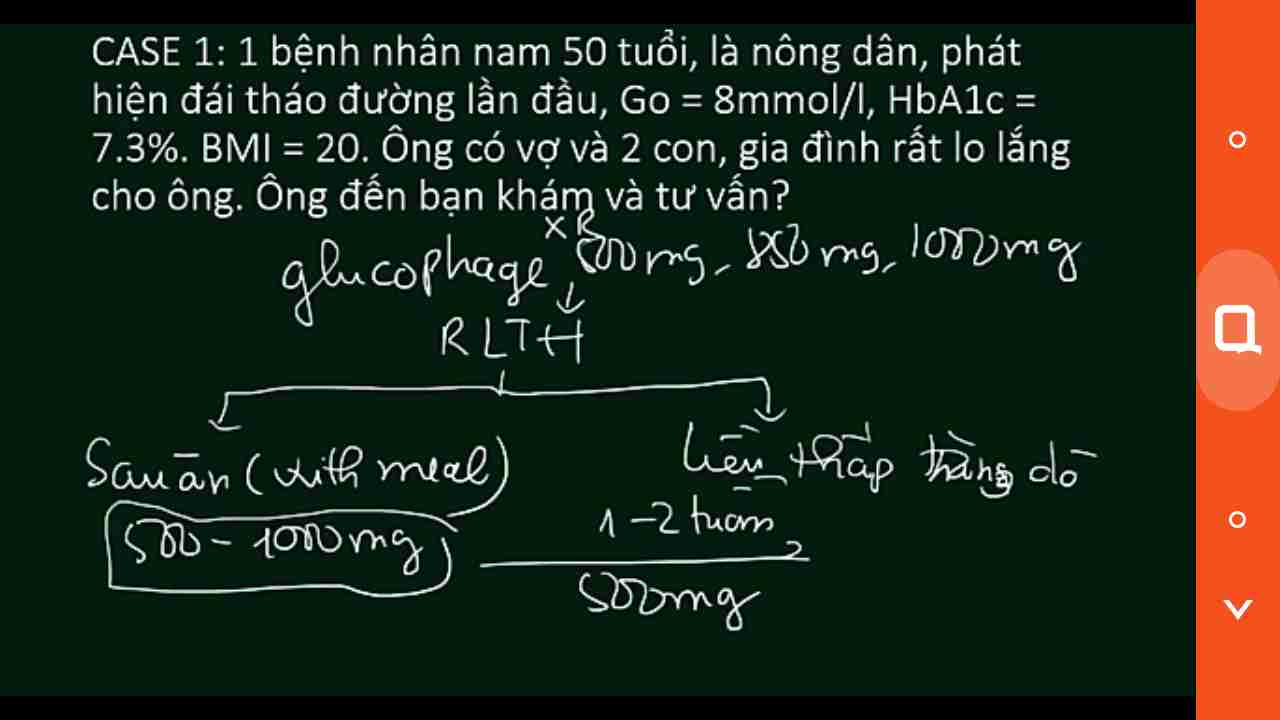 CASE 1: 1 bệnh nhân nam 50 tuổi, là nông dân, phát
hiện đái tháo đường lần đầu, Go = 8mmol/l, HbA1c =
7.3%. BMI = 20. Ông có vợ và 2 con, gia đình rất lo lắng
cho ông. Ông đến bạn khám và tư vấn?
XR
glucophage 500mg, 850mg, 1000mg
RLTH
Sau ăn (with meal) liều thấp tăng dần
500 - 1000mg 1-2 tuần
500mg